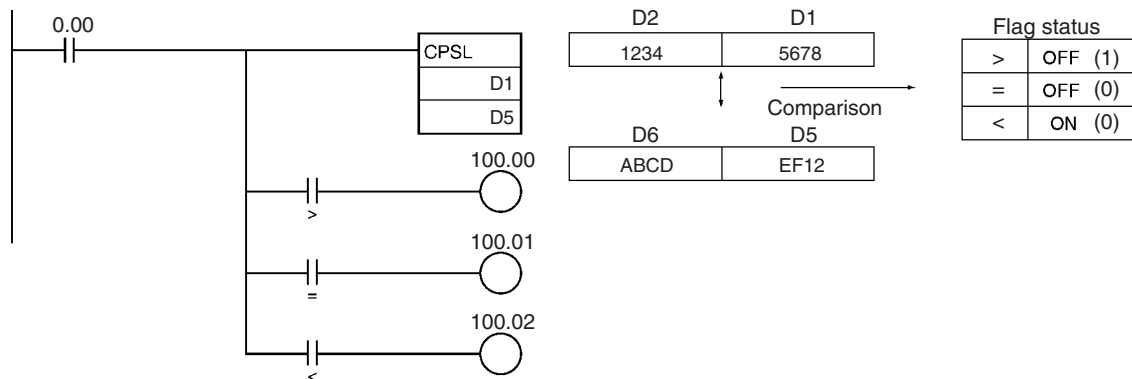 0.00
CPSL
D1
D5
100.00
>
100.01
=
100.02
<
D2 D1
1234 5678
Comparison
D6 D5
ABCD EF12
Flag status
> OFF (1)
= OFF (0)
< ON (0)